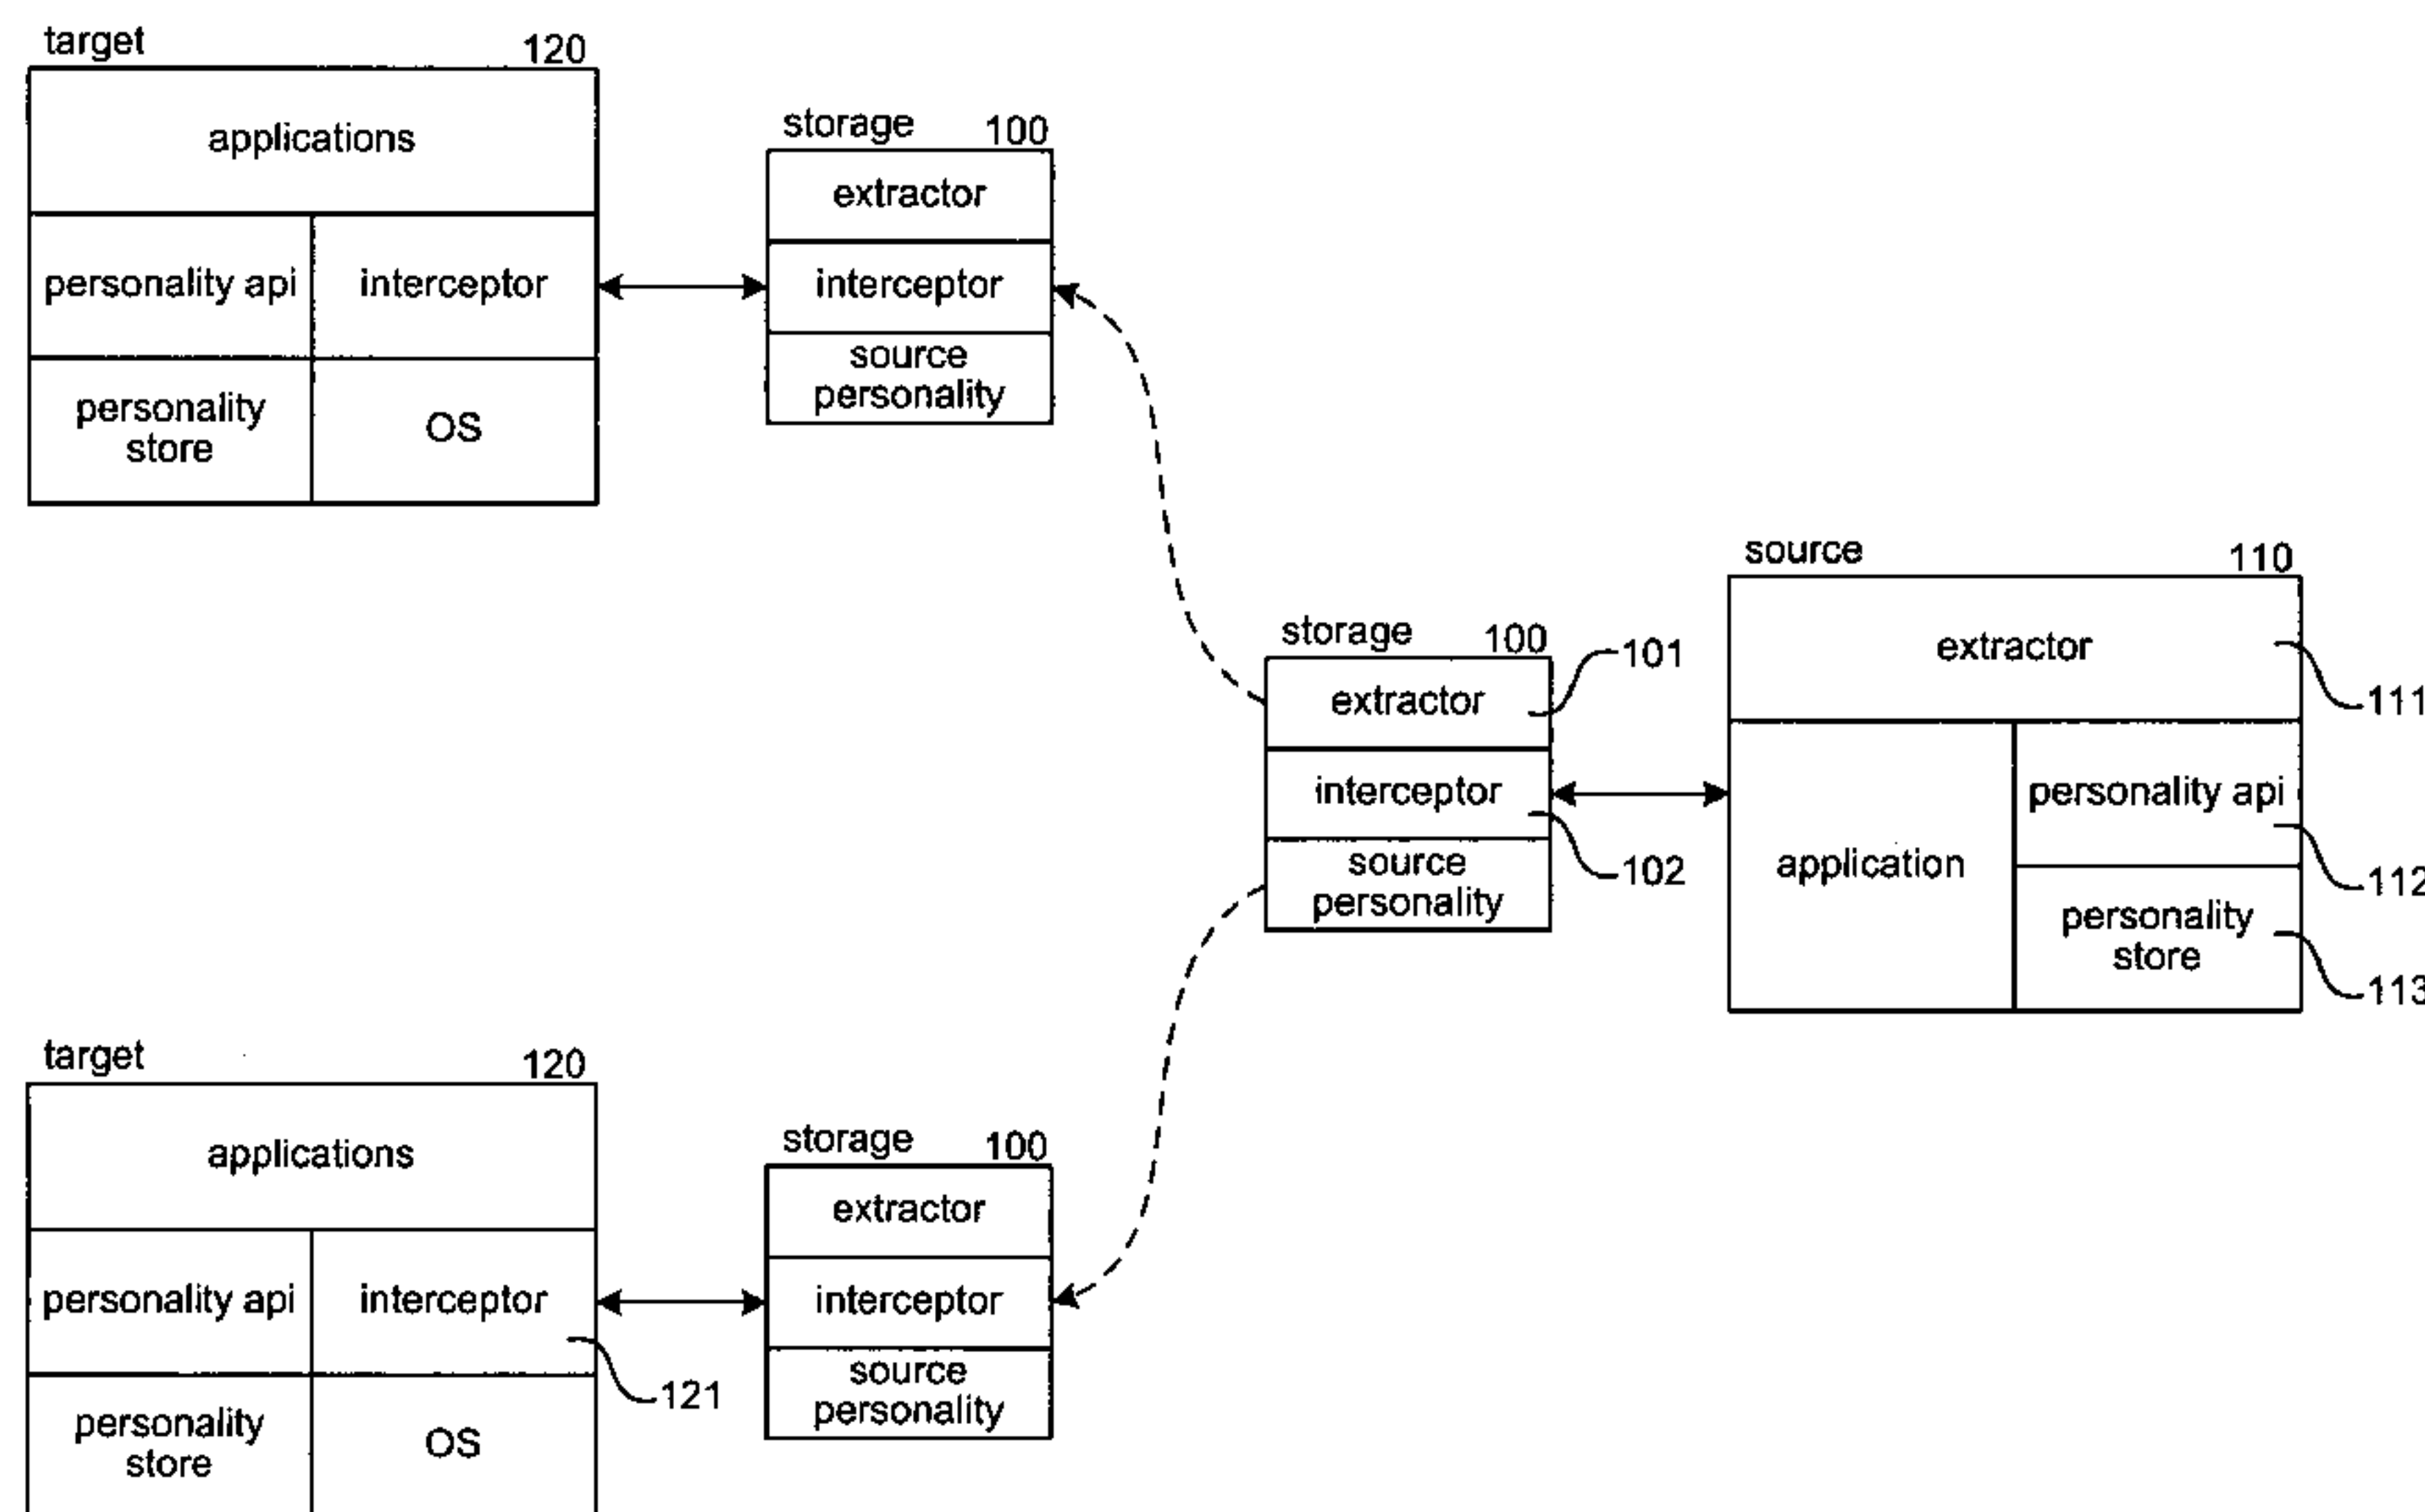 target 120
applications
personality api interceptor
personality
store
OS
storage 100
extractor
interceptor
source
personality
source 110
extractor
111
application
personality api
112
personality
store
113
storage 100
extractor
101
interceptor
102
source
personality
target 120
applications
personality api interceptor
121
personality
store
OS
storage 100
extractor
interceptor
source
personality